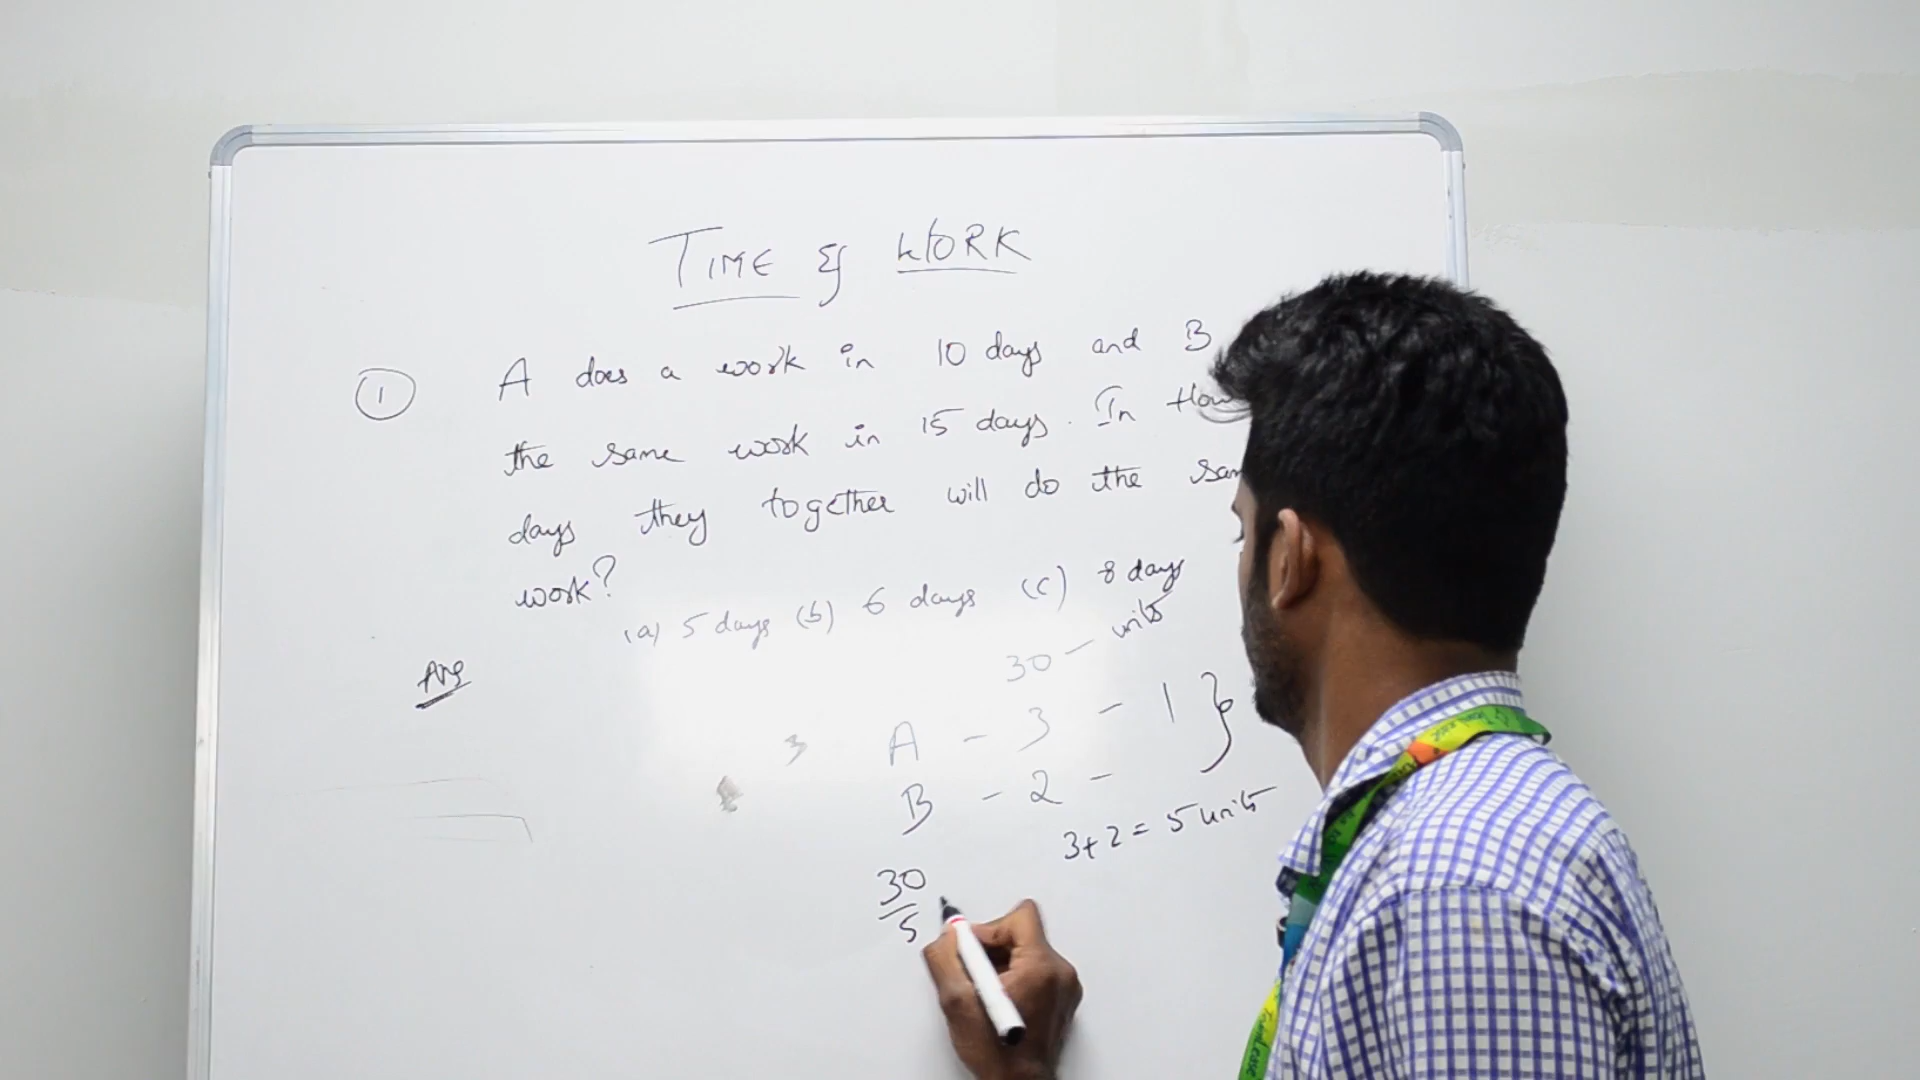 TIME & WORK
1 A does a work in 10 days and B
the same work in 15 days. In How
days they together will do the sam
work?
(a) 5 days (b) 6 days (c) 8 days
Ans
30 - units
3 A - 3 - 1 }
B - 2 -
3+2 = 5 units
30/5